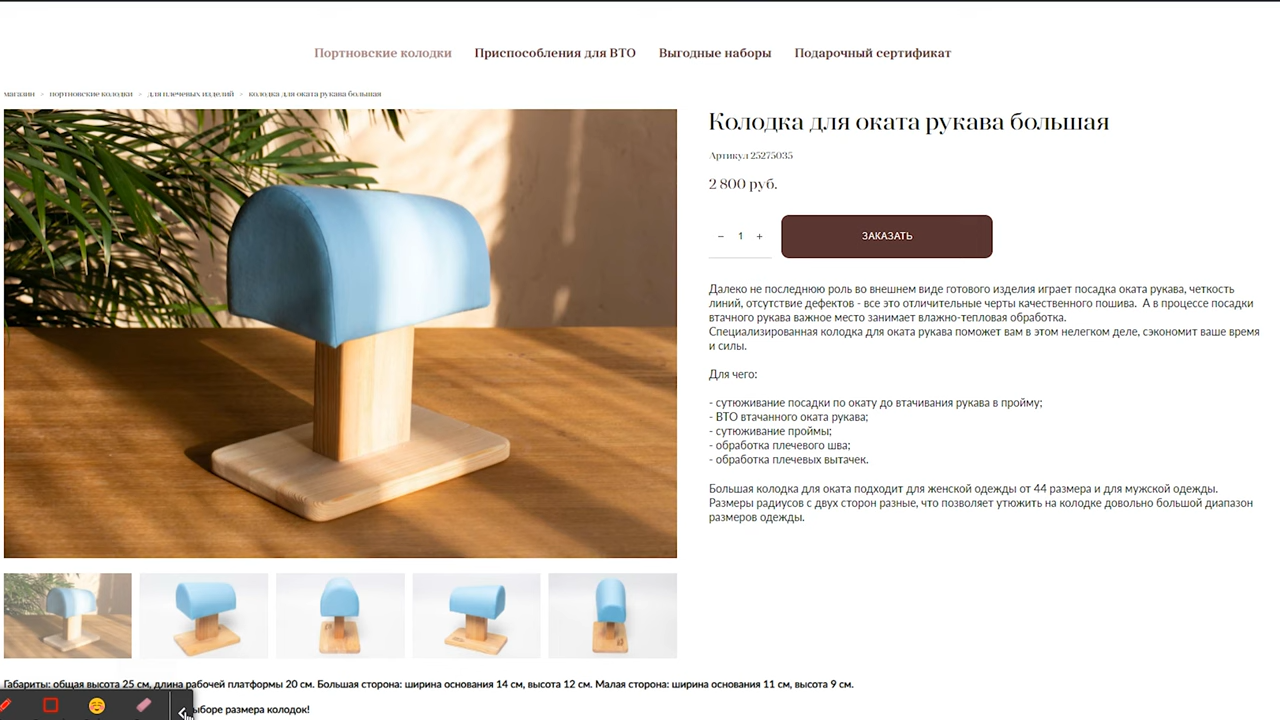 Портновские колодки Приспособления для ВТО Выгодные наборы Подарочный сертификат
магазин > портновские колодки > для плечевых изделий > колодка для оката рукава большая
Колодка для оката рукава большая
Артикул 25275035
2 800 руб.
− 1 + ЗАКАЗАТЬ
Далеко не последнюю роль во внешнем виде готового изделия играет посадка оката рукава, четкость
линий, отсутствие дефектов - все это отличительные черты качественного пошива. А в процессе посадки
втачного рукава важное место занимает влажно-тепловая обработка.
Специализированная колодка для оката рукава поможет вам в этом нелегком деле, сэкономит ваше время
и силы.
Для чего:
- сутюживание посадки по окату до втачивания рукава в пройму;
- ВТО втачанного оката рукава;
- сутюживание проймы;
- обработка плечевого шва;
- обработка плечевых вытачек.
Большая колодка для оката подходит для женской одежды от 44 размера и для мужской одежды.
Размеры радиусов с двух сторон разные, что позволяет утюжить на колодке довольно большой диапазон
размеров одежды.
Габариты: общая высота 25 см, длина рабочей платформы 20 см. Большая сторона: ширина основания 14 см, высота 12 см. Малая сторона: ширина основания 11 см, высота 9 см.
ыборе размера колодок!